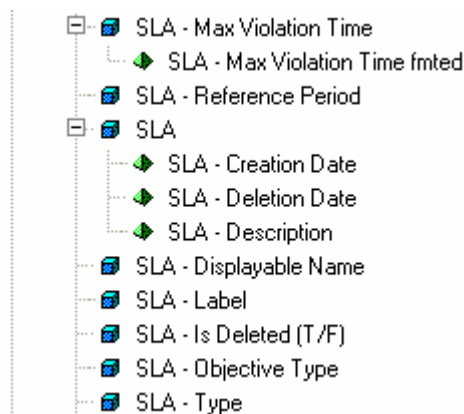 SLA - Max Violation Time
SLA - Max Violation Time fmted
SLA - Reference Period
SLA
SLA - Creation Date
SLA - Deletion Date
SLA - Description
SLA - Displayable Name
SLA - Label
SLA - Is Deleted (T/F)
SLA - Objective Type
SLA - Type